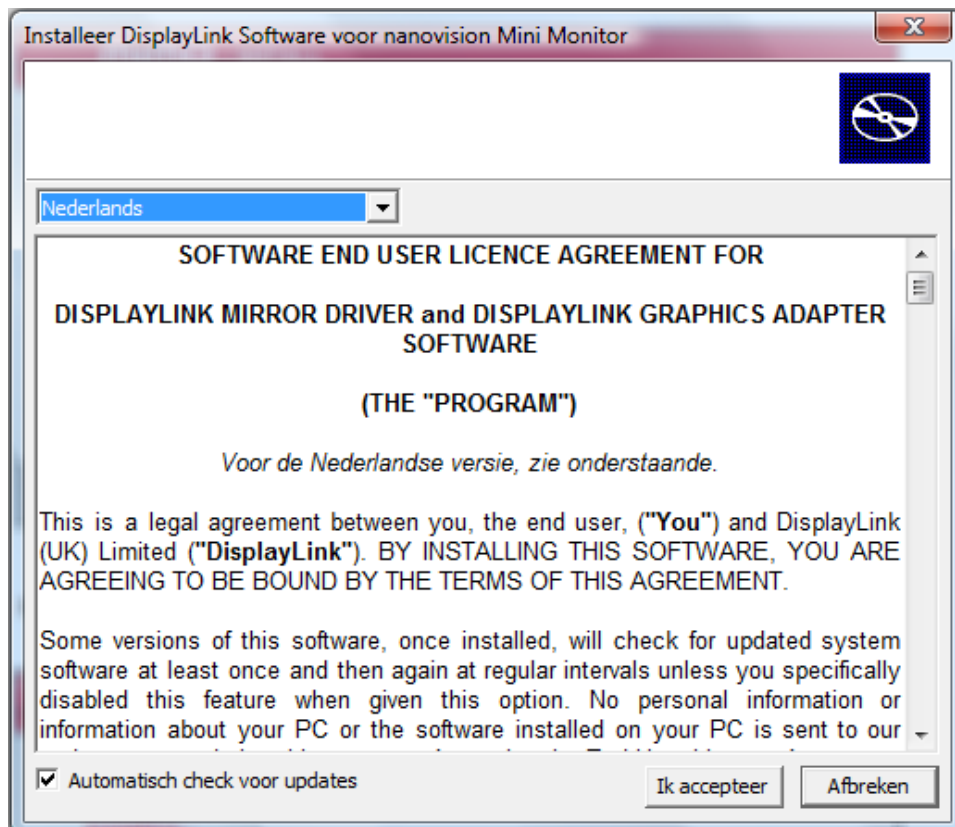 Installeer DisplayLink Software voor nanovision Mini Monitor
Nederlands
SOFTWARE END USER LICENCE AGREEMENT FOR
DISPLAYLINK MIRROR DRIVER and DISPLAYLINK GRAPHICS ADAPTER
SOFTWARE
(THE "PROGRAM")
Voor de Nederlandse versie, zie onderstaande.
This is a legal agreement between you, the end user, ("You") and DisplayLink
(UK) Limited ("DisplayLink"). BY INSTALLING THIS SOFTWARE, YOU ARE
AGREEING TO BE BOUND BY THE TERMS OF THIS AGREEMENT.
Some versions of this software, once installed, will check for updated system
software at least once and then again at regular intervals unless you specifically
disabled this feature when given this option. No personal information or
information about your PC or the software installed on your PC is sent to our
Automatisch check voor updates
Ik accepteer
Afbreken